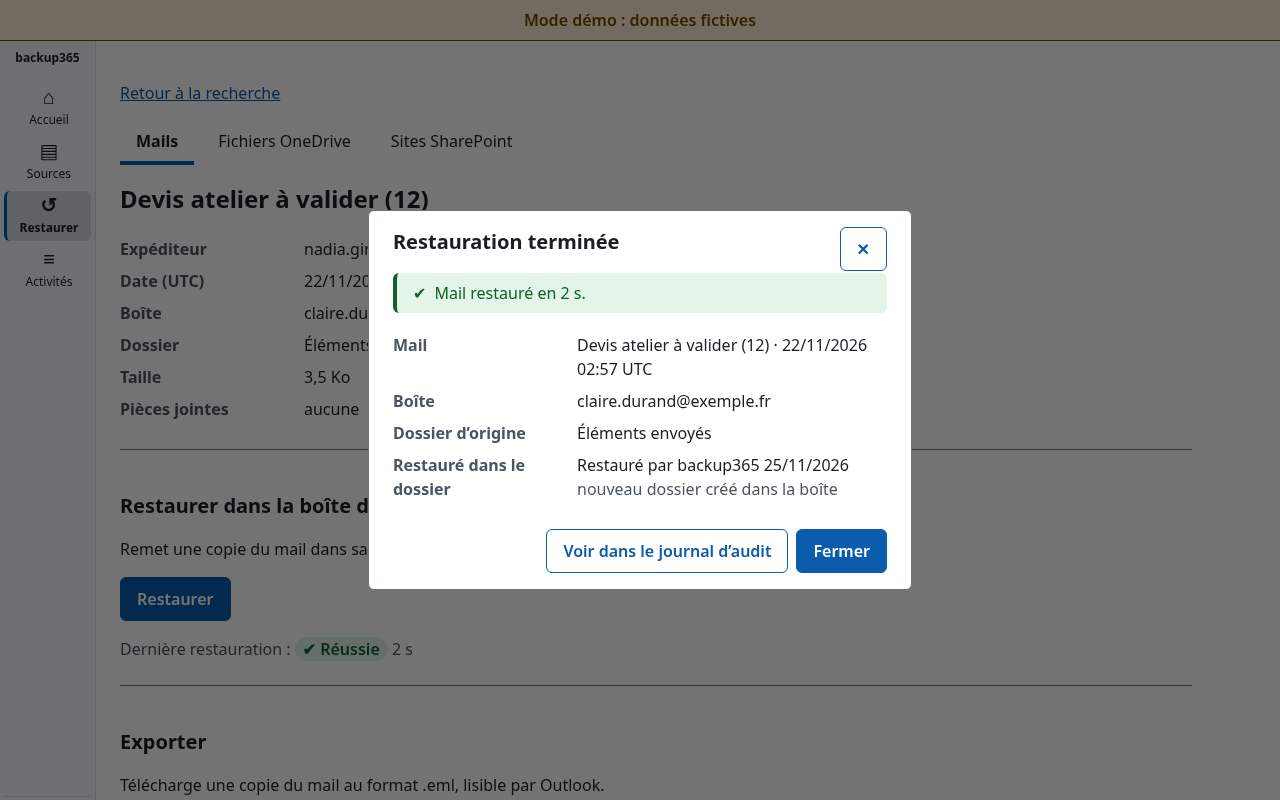 Mode démo : données fictives
backup365
Accueil
Sources
Restaurer
Activités
Retour à la recherche
Mails Fichiers OneDrive Sites SharePoint
Devis atelier à valider (12)
Expéditeur
Date (UTC) 22/11/20
Boîte
Dossier
Taille 3,5 Ko
Pièces jointes aucune
Restaurer dans la boîte
Remet une copie du mail dans sa
Restaurer
Dernière restauration : ✔ Réussie 2 s
Exporter
Télécharge une copie du mail au format .eml, lisible par Outlook.
Restauration terminée
×
✔ Mail restauré en 2 s.
Mail Devis atelier à valider (12) · 22/11/2026
02:57 UTC
Boîte claire.durand@exemple.fr
Dossier d’origine Éléments envoyés
Restauré dans le Restauré par backup365 25/11/2026
dossier nouveau dossier créé dans la boîte
Voir dans le journal d’audit Fermer